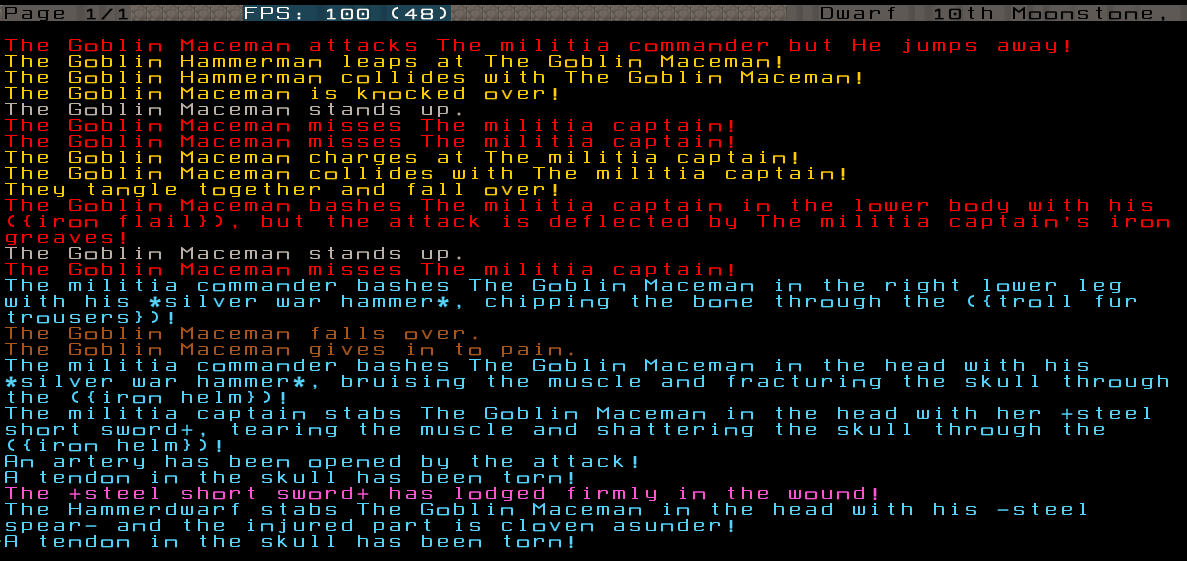 Page 1/1 FPS: 100 (48) Dwarf 10th Moonstone,
The Goblin Maceman attacks The militia commander but He jumps away!
The Goblin Hammerman leaps at The Goblin Maceman!
The Goblin Hammerman collides with The Goblin Maceman!
The Goblin Maceman is knocked over!
The Goblin Maceman stands up.
The Goblin Maceman misses The militia captain!
The Goblin Maceman misses The militia captain!
The Goblin Maceman charges at The militia captain!
The Goblin Maceman collides with The militia captain!
They tangle together and fall over!
The Goblin Maceman bashes The militia captain in the lower body with his
({iron flail}), but the attack is deflected by The militia captain's iron
greaves!
The Goblin Maceman stands up.
The Goblin Maceman misses The militia captain!
The militia commander bashes The Goblin Maceman in the right lower leg
with his *silver war hammer*, chipping the bone through the ({troll fur
trousers})!
The Goblin Maceman falls over.
The Goblin Maceman gives in to pain.
The militia commander bashes The Goblin Maceman in the head with his
*silver war hammer*, bruising the muscle and fracturing the skull through
the ({iron helm})!
The militia captain stabs The Goblin Maceman in the head with her +steel
short sword+, tearing the muscle and shattering the skull through the
({iron helm})!
An artery has been opened by the attack!
A tendon in the skull has been torn!
The +steel short sword+ has lodged firmly in the wound!
The Hammerdwarf stabs The Goblin Maceman in the head with his -steel
spear- and the injured part is cloven asunder!
A tendon in the skull has been torn!